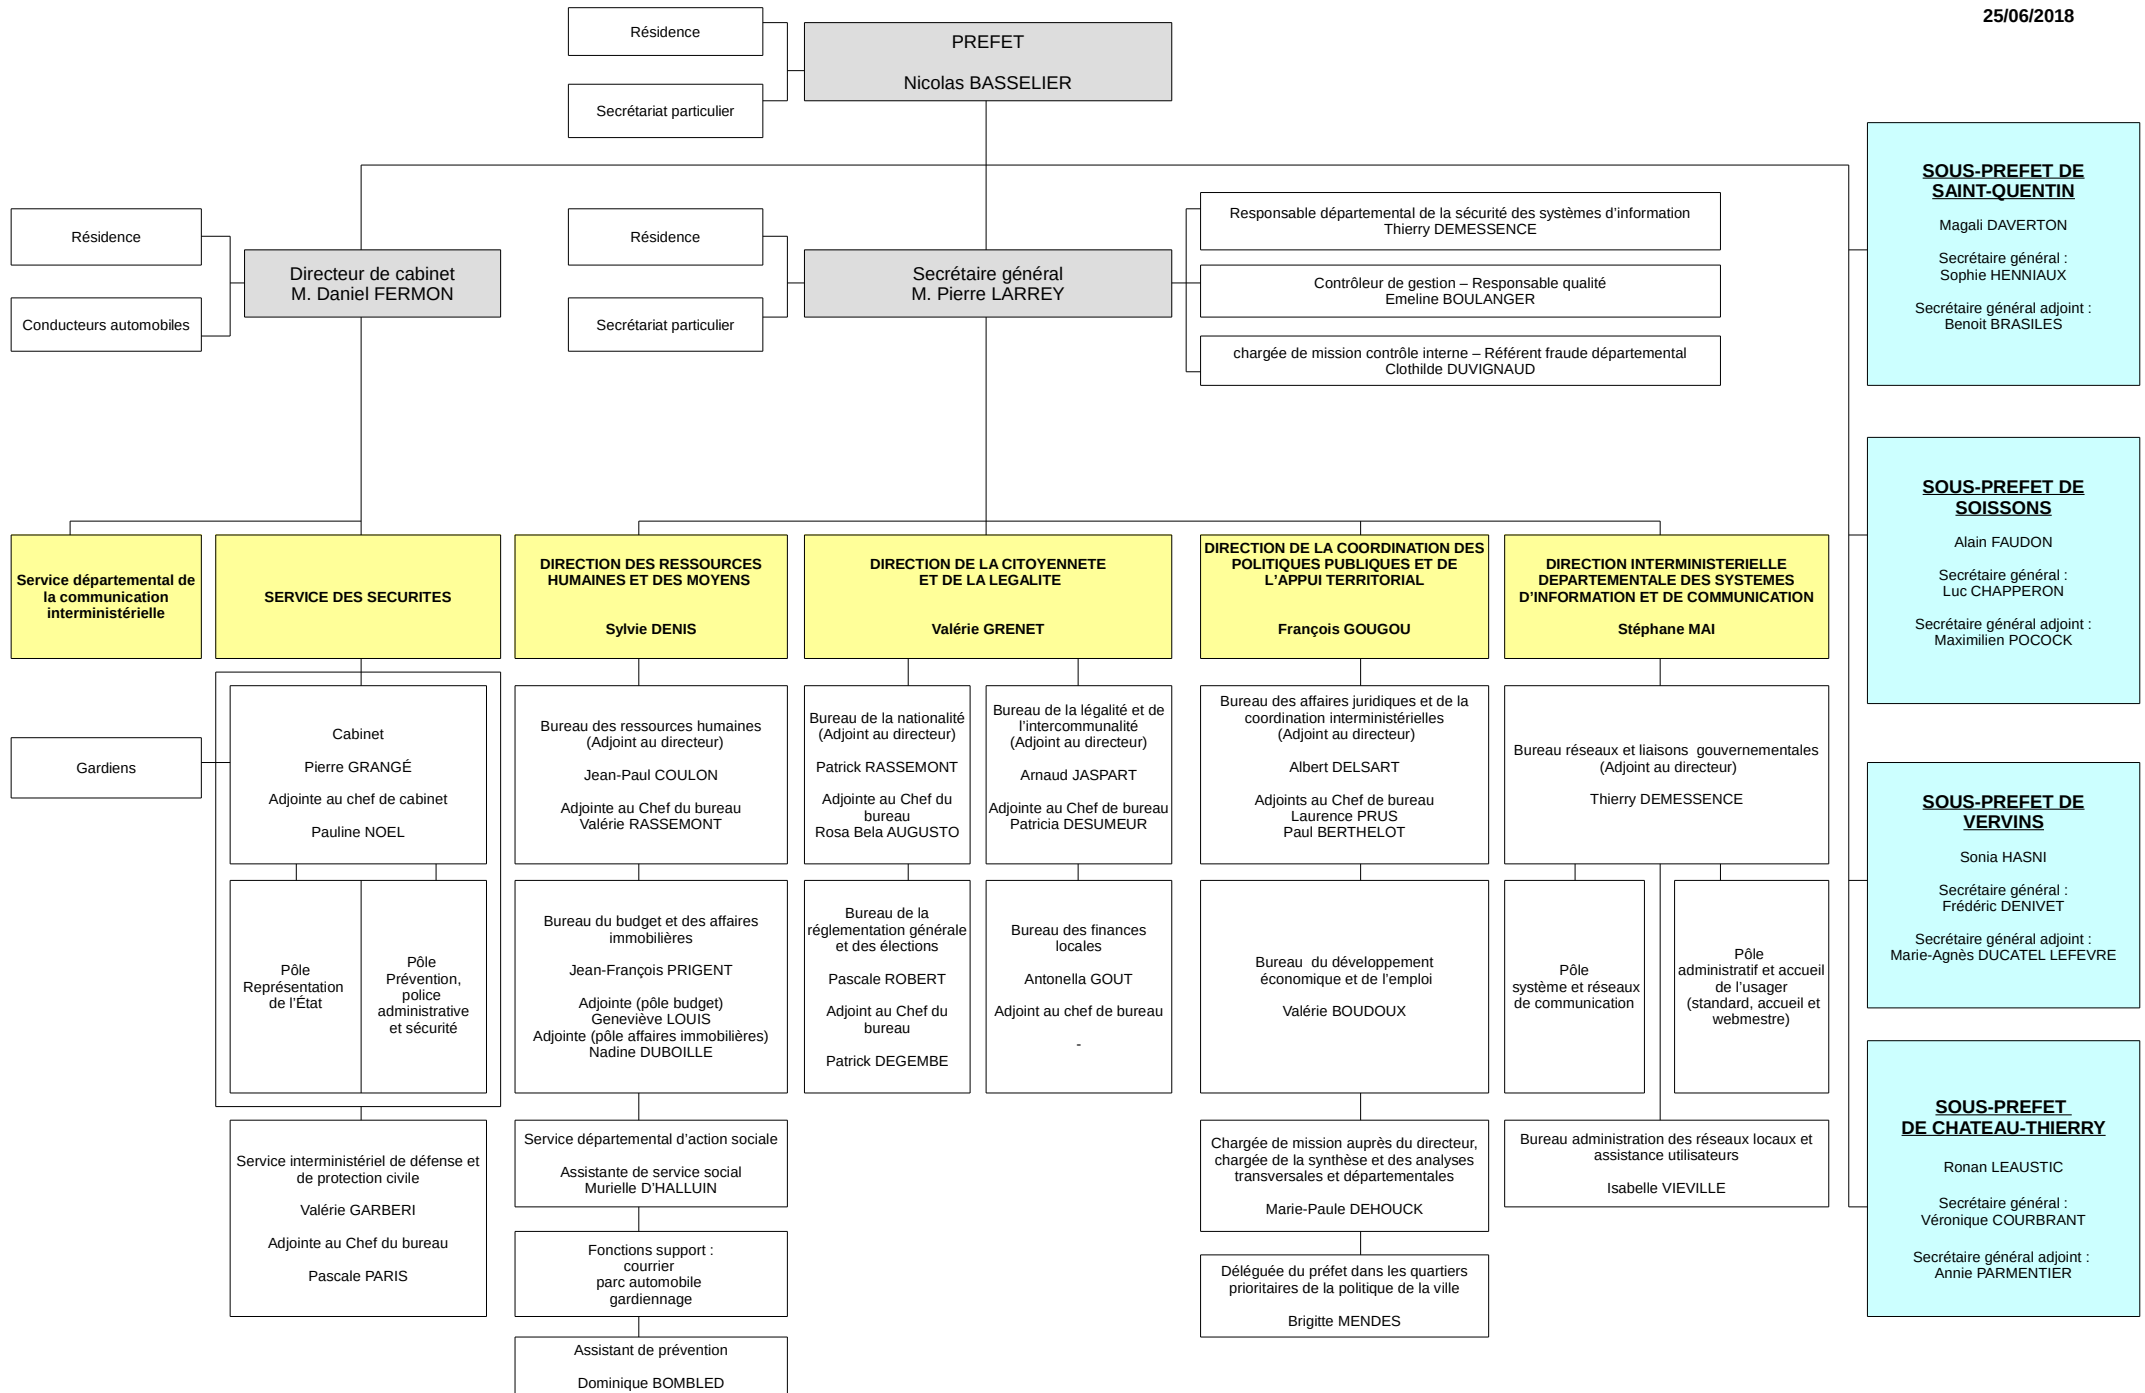 25/06/2018
Résidence
PREFET
Nicolas BASSELIER
Secrétariat particulier
SOUS-PREFET DE
SAINT-QUENTIN
Magali DAVERTON
Secrétaire général :
Sophie HENNIAUX
Secrétaire général adjoint :
Benoit BRASILES
Résidence
Directeur de cabinet
M. Daniel FERMON
Conducteurs automobiles
Résidence
Secrétaire général
M. Pierre LARREY
Secrétariat particulier
Responsable départemental de la sécurité des systèmes d'information
Thierry DEMESSENCE
Contrôleur de gestion – Responsable qualité
Emeline BOULANGER
chargée de mission contrôle interne – Référent fraude départemental
Clothilde DUVIGNAUD
SOUS-PREFET DE
SOISSONS
Alain FAUDON
Secrétaire général :
Luc CHAPPERON
Secrétaire général adjoint :
Maximilien POCOCK
Service départemental de
la communication
interministérielle
SERVICE DES SECURITES
DIRECTION DES RESSOURCES
HUMAINES ET DES MOYENS
Sylvie DENIS
DIRECTION DE LA CITOYENNETE
ET DE LA LEGALITE
Valérie GRENET
DIRECTION DE LA COORDINATION DES
POLITIQUES PUBLIQUES ET DE
L'APPUI TERRITORIAL
François GOUGOU
DIRECTION INTERMINISTERIELLE
DEPARTEMENTALE DES SYSTEMES
D'INFORMATION ET DE COMMUNICATION
Stéphane MAI
Gardiens
Cabinet
Pierre GRANGÉ
Adjointe au chef de cabinet
Pauline NOEL
Bureau des ressources humaines
(Adjoint au directeur)
Jean-Paul COULON
Adjointe au Chef du bureau
Valérie RASSEMONT
Bureau de la nationalité
(Adjoint au directeur)
Patrick RASSEMONT
Adjointe au Chef du
bureau
Rosa Bela AUGUSTO
Bureau de la légalité et de
l'intercommunalité
(Adjoint au directeur)
Arnaud JASPART
Adjointe au Chef de bureau
Patricia DESUMEUR
Bureau des affaires juridiques et de la
coordination interministérielles
(Adjoint au directeur)
Albert DELSART
Adjoints au Chef de bureau
Laurence PRUS
Paul BERTHELOT
Bureau réseaux et liaisons  gouvernementales
(Adjoint au directeur)
Thierry DEMESSENCE
SOUS-PREFET DE
VERVINS
Sonia HASNI
Secrétaire général :
Frédéric DENIVET
Secrétaire général adjoint :
Marie-Agnès DUCATEL LEFEVRE
Pôle
Représentation
de l'État
Pôle
Prévention,
police
administrative
et sécurité
Bureau du budget et des affaires
immobilières
Jean-François PRIGENT
Adjointe (pôle budget)
Geneviève LOUIS
Adjointe (pôle affaires immobilières)
Nadine DUBOILLE
Bureau de la
réglementation générale
et des élections
Pascale ROBERT
Adjoint au Chef du
bureau
Patrick DEGEMBE
Bureau des finances
locales
Antonella GOUT
Adjoint au chef de bureau
-
Bureau  du développement
économique et de l'emploi
Valérie BOUDOUX
Pôle
système et réseaux
de communication
Pôle
administratif et accueil
de l'usager
(standard, accueil et
webmestre)
SOUS-PREFET
DE CHATEAU-THIERRY
Ronan LEAUSTIC
Secrétaire général :
Véronique COURBRANT
Secrétaire général adjoint :
Annie PARMENTIER
Service interministériel de défense et
de protection civile
Valérie GARBERI
Adjointe au Chef du bureau
Pascale PARIS
Service départemental d'action sociale
Assistante de service social
Murielle D'HALLUIN
Fonctions support :
courrier
parc automobile
gardiennage
Assistant de prévention
Dominique BOMBLED
Chargée de mission auprès du directeur,
chargée de la synthèse et des analyses
transversales et départementales
Marie-Paule DEHOUCK
Déléguée du préfet dans les quartiers
prioritaires de la politique de la ville
Brigitte MENDES
Bureau administration des réseaux locaux et
assistance utilisateurs
Isabelle VIEVILLE